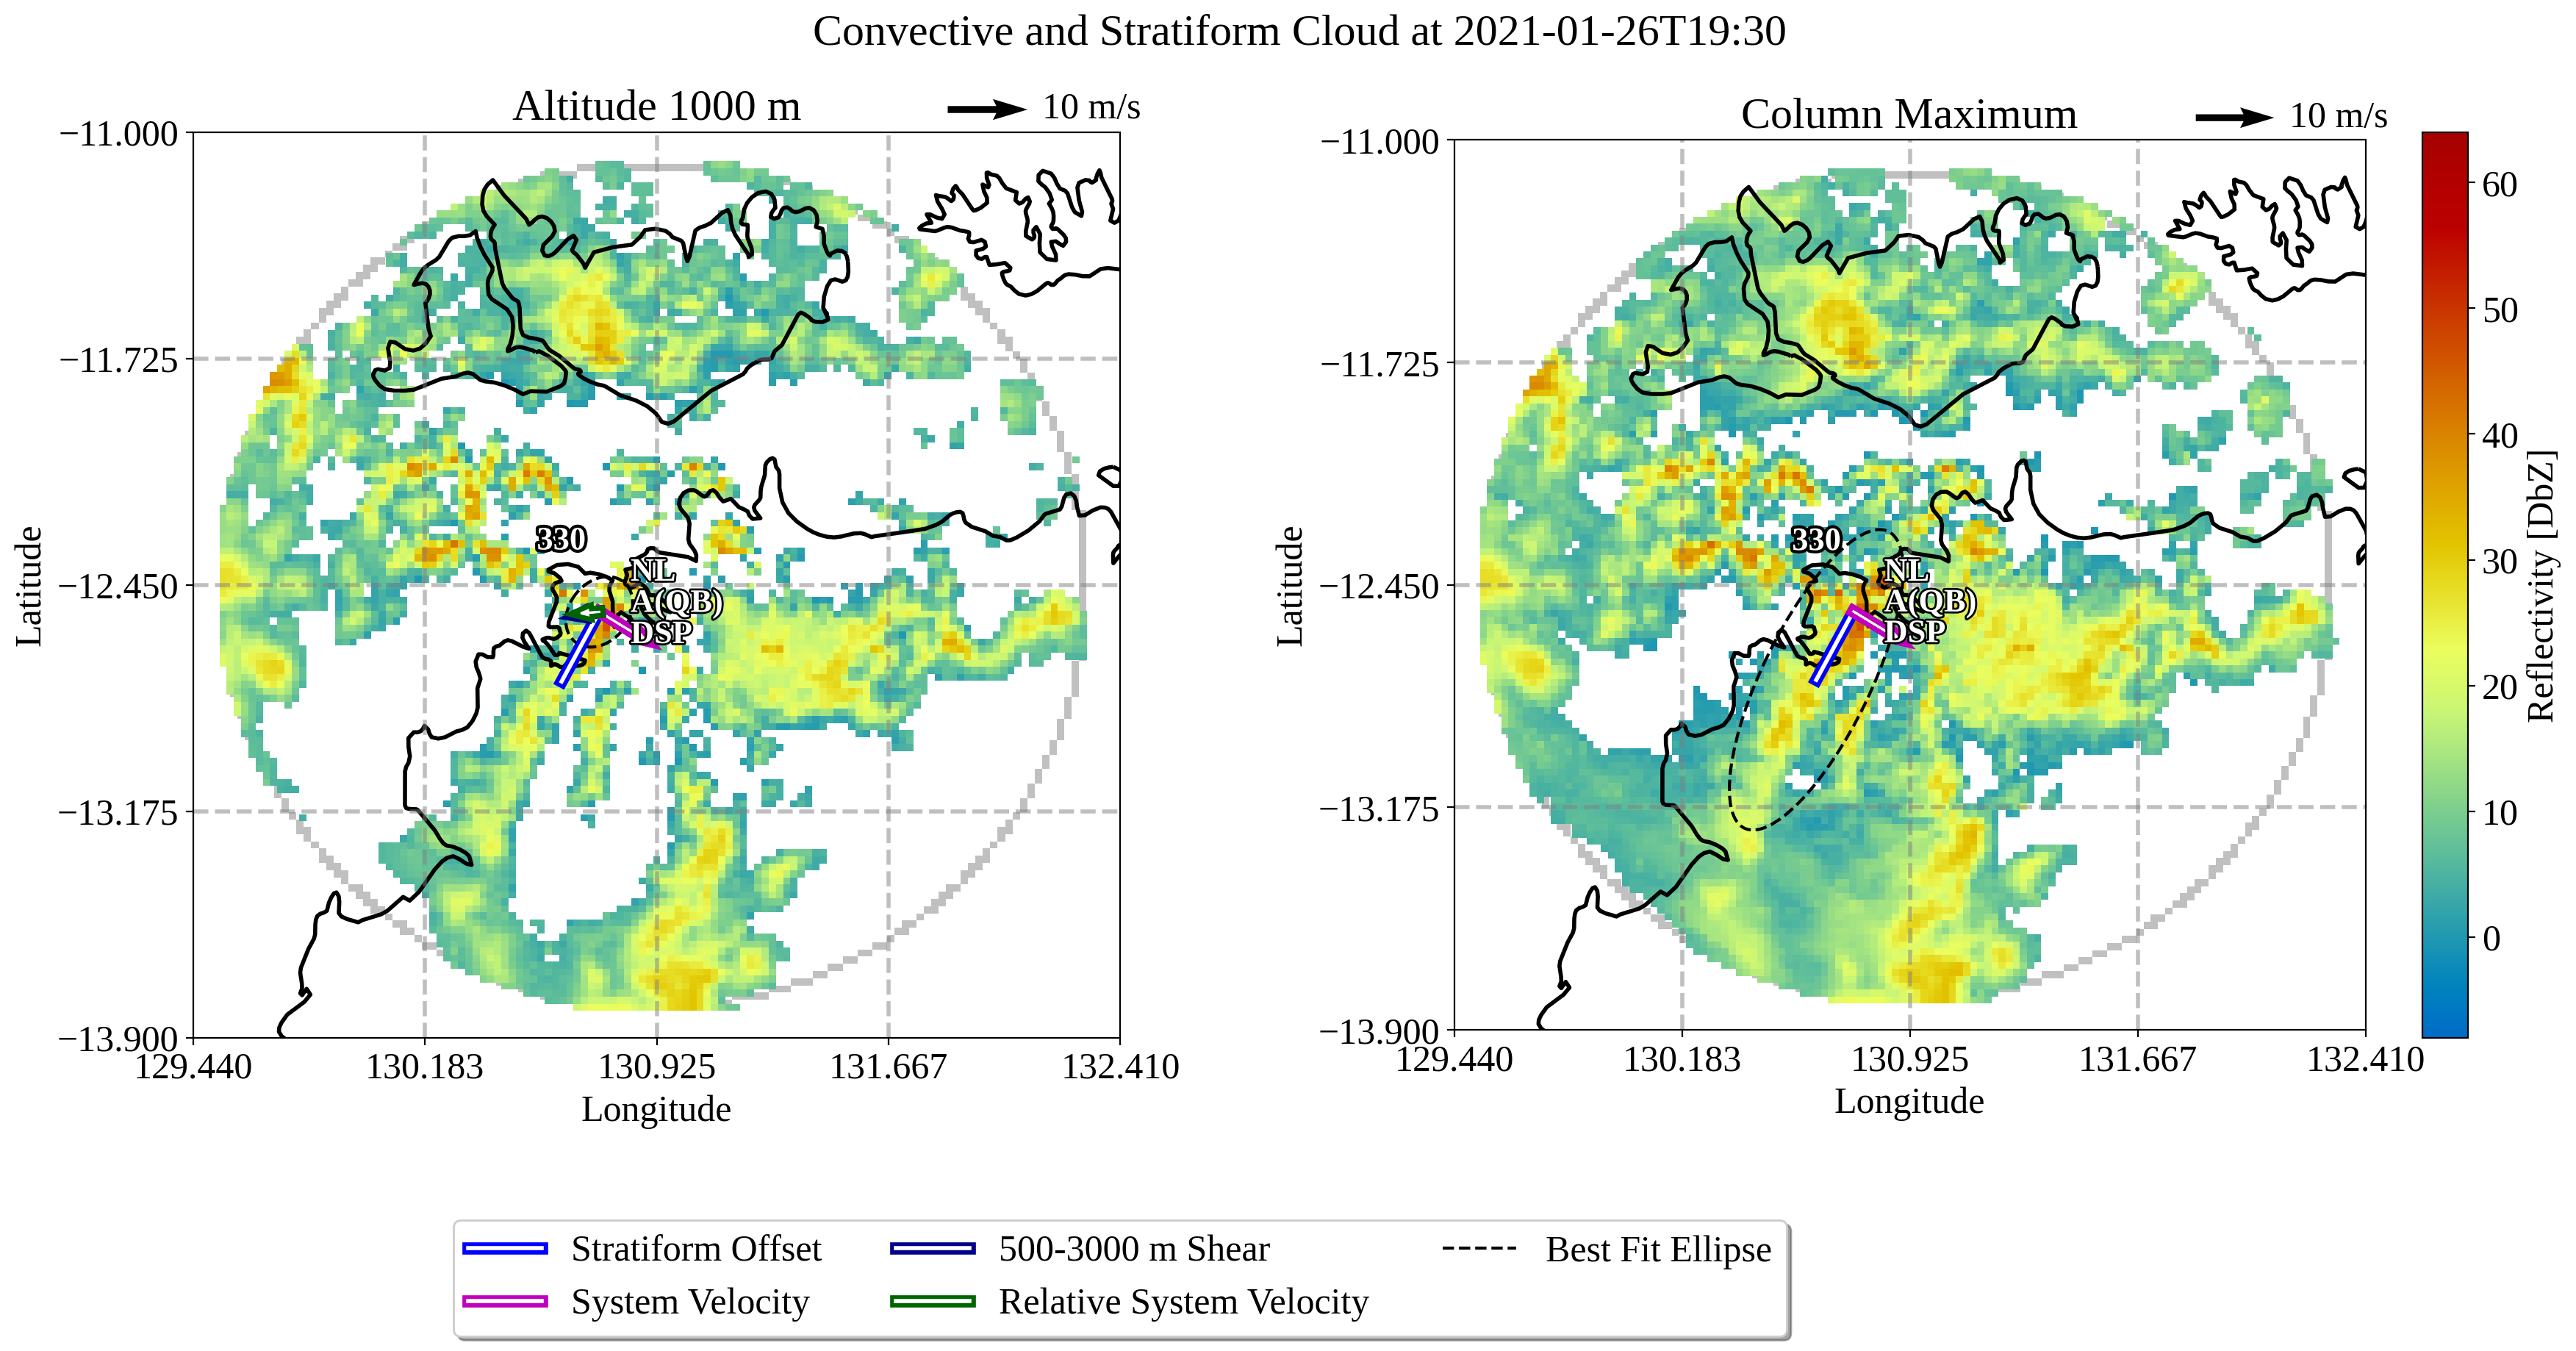 Convective and Stratiform Cloud at 2021-01-26T19:30
Altitude 1000 m
10 m/s
−11.000
−11.725
−12.450
−13.175
−13.900
Latitude
330
NL
A(QB)
DSP
129.440
130.183
130.925
131.667
132.410
Longitude
Column Maximum
10 m/s
−11.000
−11.725
−12.450
−13.175
−13.900
Latitude
330
NL
A(QB)
DSP
129.440
130.183
130.925
131.667
132.410
Longitude
60
50
40
30
20
10
0
Reflectivity [DbZ]
Stratiform Offset
System Velocity
500-3000 m Shear
Relative System Velocity
Best Fit Ellipse